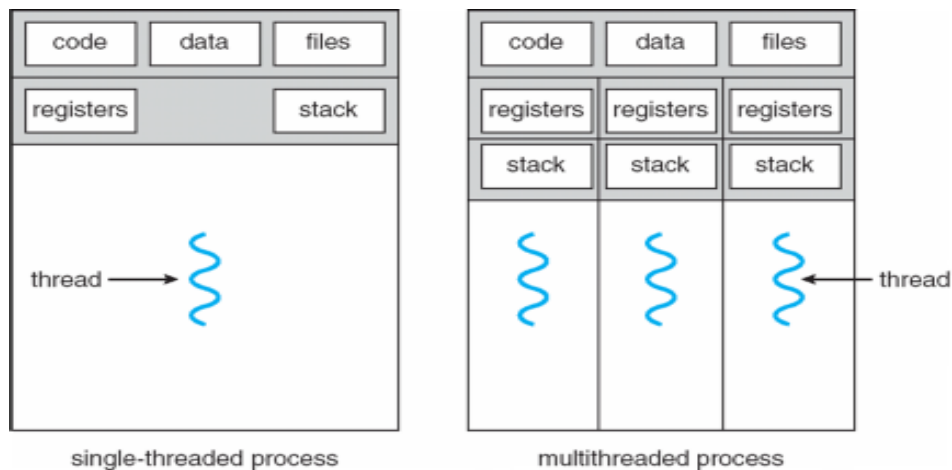 code data files
registers stack
thread
single-threaded process
code data files
registers registers registers
stack stack stack
thread
multithreaded process